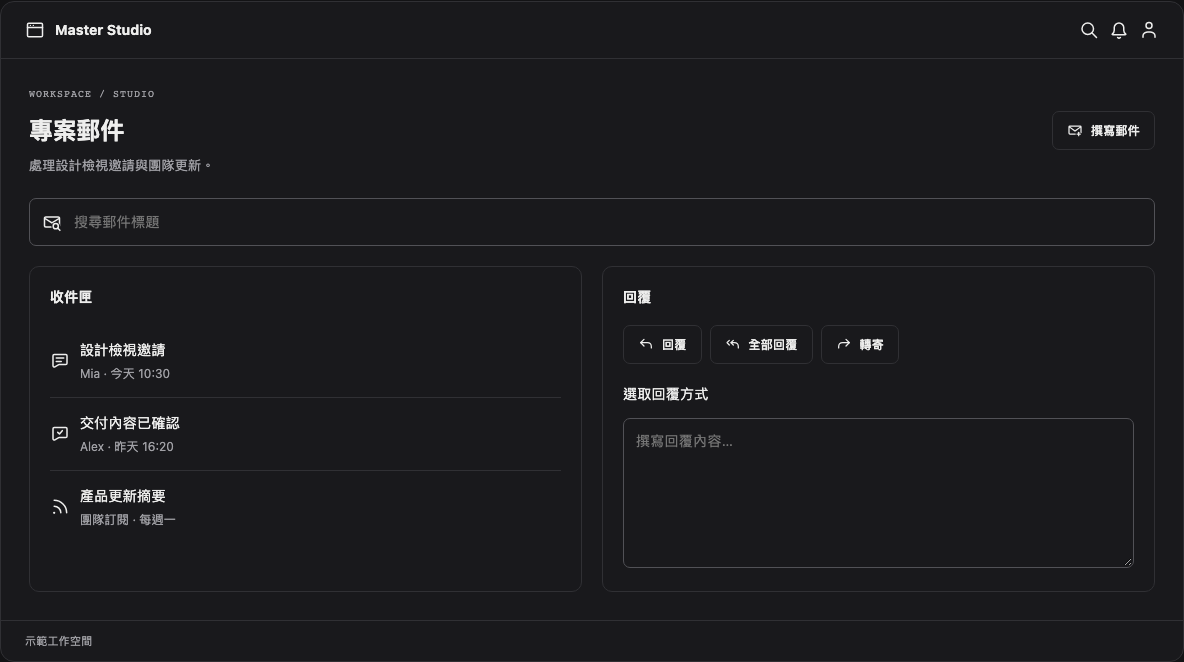 Master Studio
WORKSPACE / STUDIO
專案郵件
撰寫郵件
處理設計檢視邀請與團隊更新。
搜尋郵件標題
收件匣
設計檢視邀請
Mia · 今天 10:30
交付內容已確認
Alex · 昨天 16:20
產品更新摘要
團隊訂閱 · 每週一
回覆
回覆
全部回覆
轉寄
選取回覆方式
撰寫回覆內容...
示範工作空間